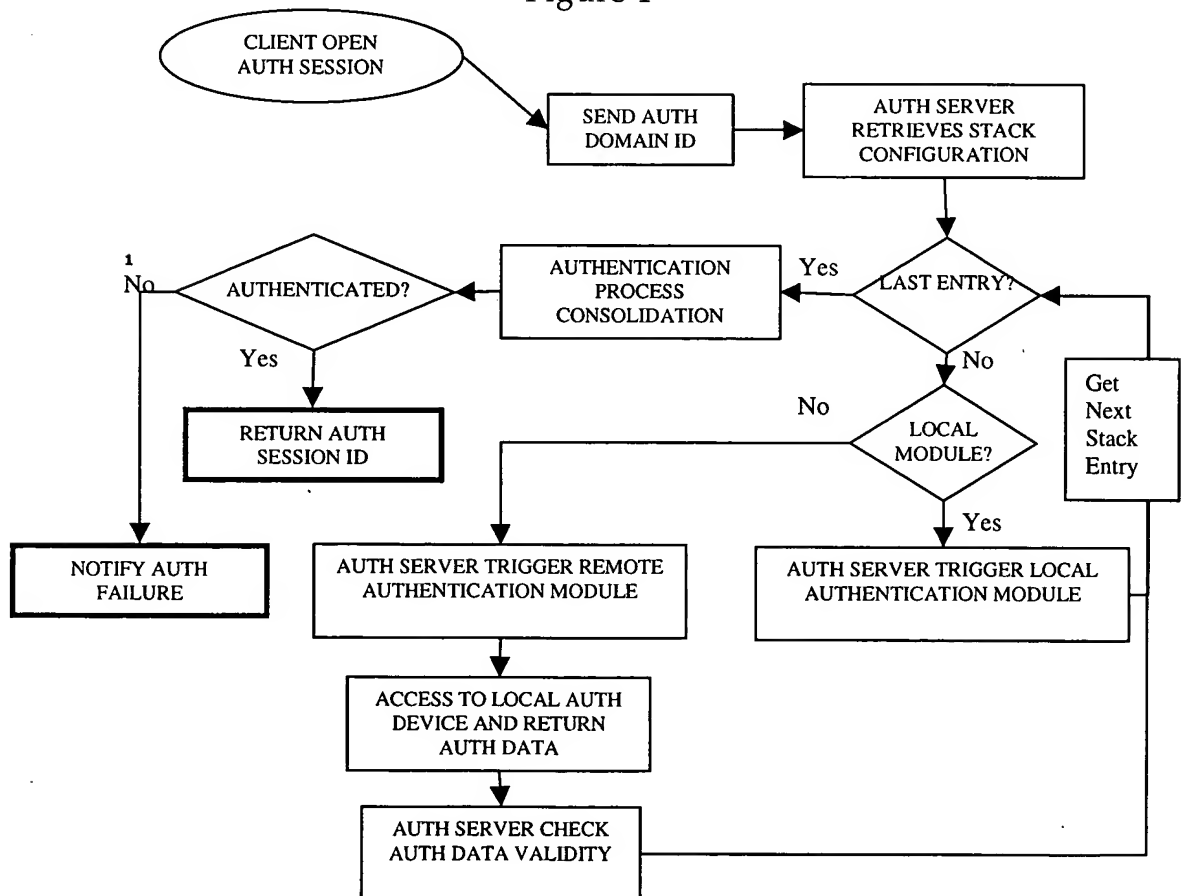 Figure 1
CLIENT OPEN
AUTH SESSION
SEND AUTH
DOMAIN ID
AUTH SERVER
RETRIEVES STACK
CONFIGURATION
1
No
AUTHENTICATED?
AUTHENTICATION
PROCESS
CONSOLIDATION
Yes
LAST ENTRY?
Yes
No
Get
Next
Stack
Entry
RETURN AUTH
SESSION ID
No
LOCAL
MODULE?
Yes
NOTIFY AUTH
FAILURE
AUTH SERVER TRIGGER REMOTE
AUTHENTICATION MODULE
AUTH SERVER TRIGGER LOCAL
AUTHENTICATION MODULE
ACCESS TO LOCAL AUTH
DEVICE AND RETURN
AUTH DATA
AUTH SERVER CHECK
AUTH DATA VALIDITY